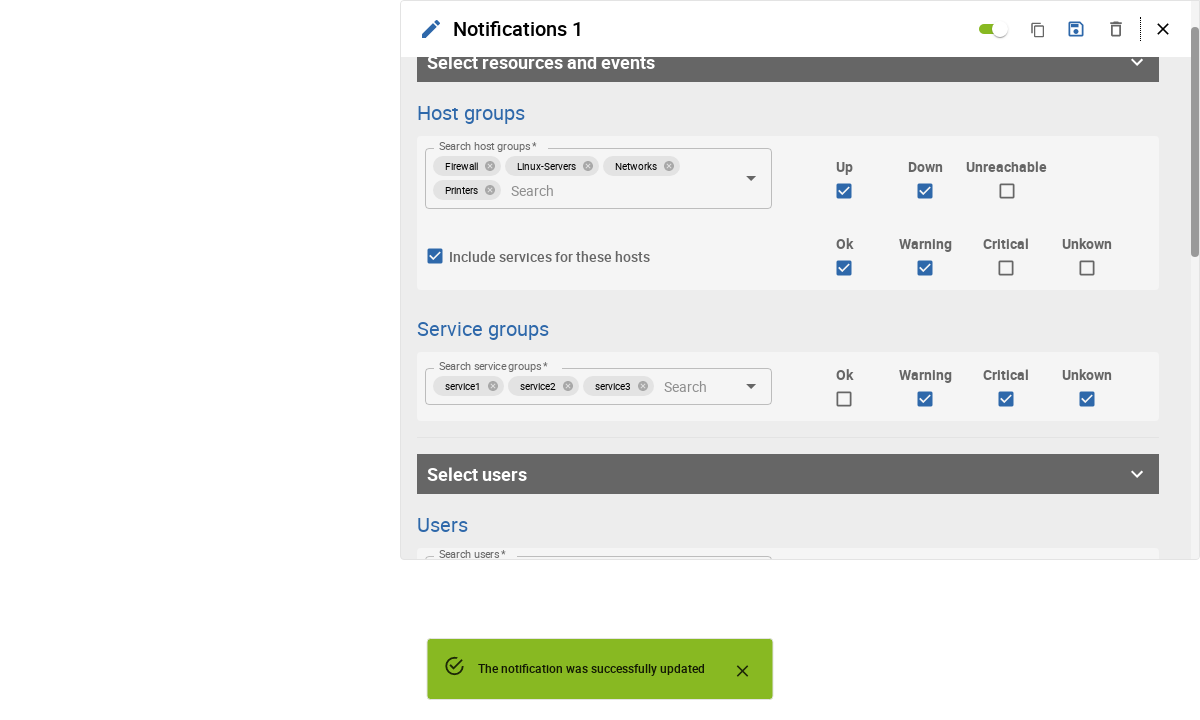 Notifications 1
Select resources and events
Host groups
Search host groups *
Firewall Linux-Servers Networks
Printers Search
Up Down Unreachable
Include services for these hosts
Ok Warning Critical Unkown
Service groups
Search service groups *
service1 service2 service3 Search
Ok Warning Critical Unkown
Select users
Users
Search users *
The notification was successfully updated